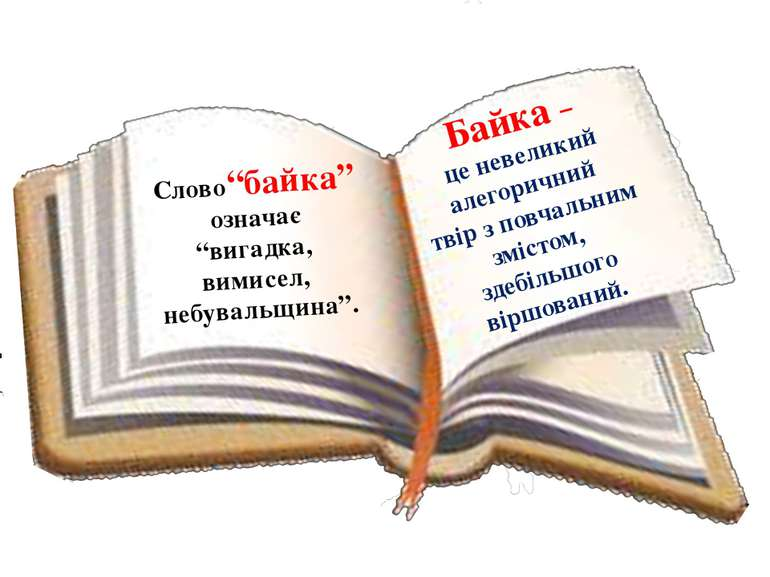 Слово “байка”
означає
“вигадка,
вимисел,
небувальщина”.
Байка –
це невеликий
алегоричний
твір з повчальним
змістом,
здебільшого
віршований.